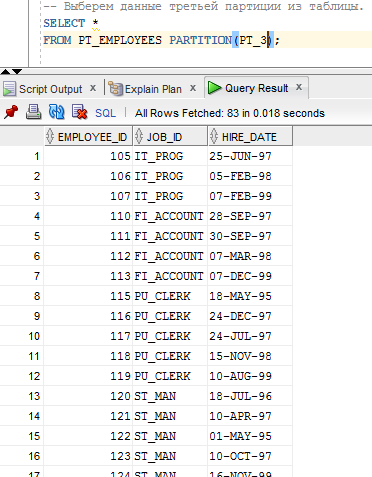 -- Выберем данные третьей партиции из таблицы.
SELECT *
FROM PT_EMPLOYEES PARTITION(PT_3);
Script Output x Explain Plan x Query Result x
SQL | All Rows Fetched: 83 in 0.018 seconds
EMPLOYEE_ID JOB_ID HIRE_DATE
1 105 IT_PROG 25-JUN-97
2 106 IT_PROG 05-FEB-98
3 107 IT_PROG 07-FEB-99
4 110 FI_ACCOUNT 28-SEP-97
5 111 FI_ACCOUNT 30-SEP-97
6 112 FI_ACCOUNT 07-MAR-98
7 113 FI_ACCOUNT 07-DEC-99
8 115 PU_CLERK 18-MAY-95
9 116 PU_CLERK 24-DEC-97
10 117 PU_CLERK 24-JUL-97
11 118 PU_CLERK 15-NOV-98
12 119 PU_CLERK 10-AUG-99
13 120 ST_MAN 18-JUL-96
14 121 ST_MAN 10-APR-97
15 122 ST_MAN 01-MAY-95
16 123 ST_MAN 10-OCT-97
17 124 ST_MAN 16-NOV-99